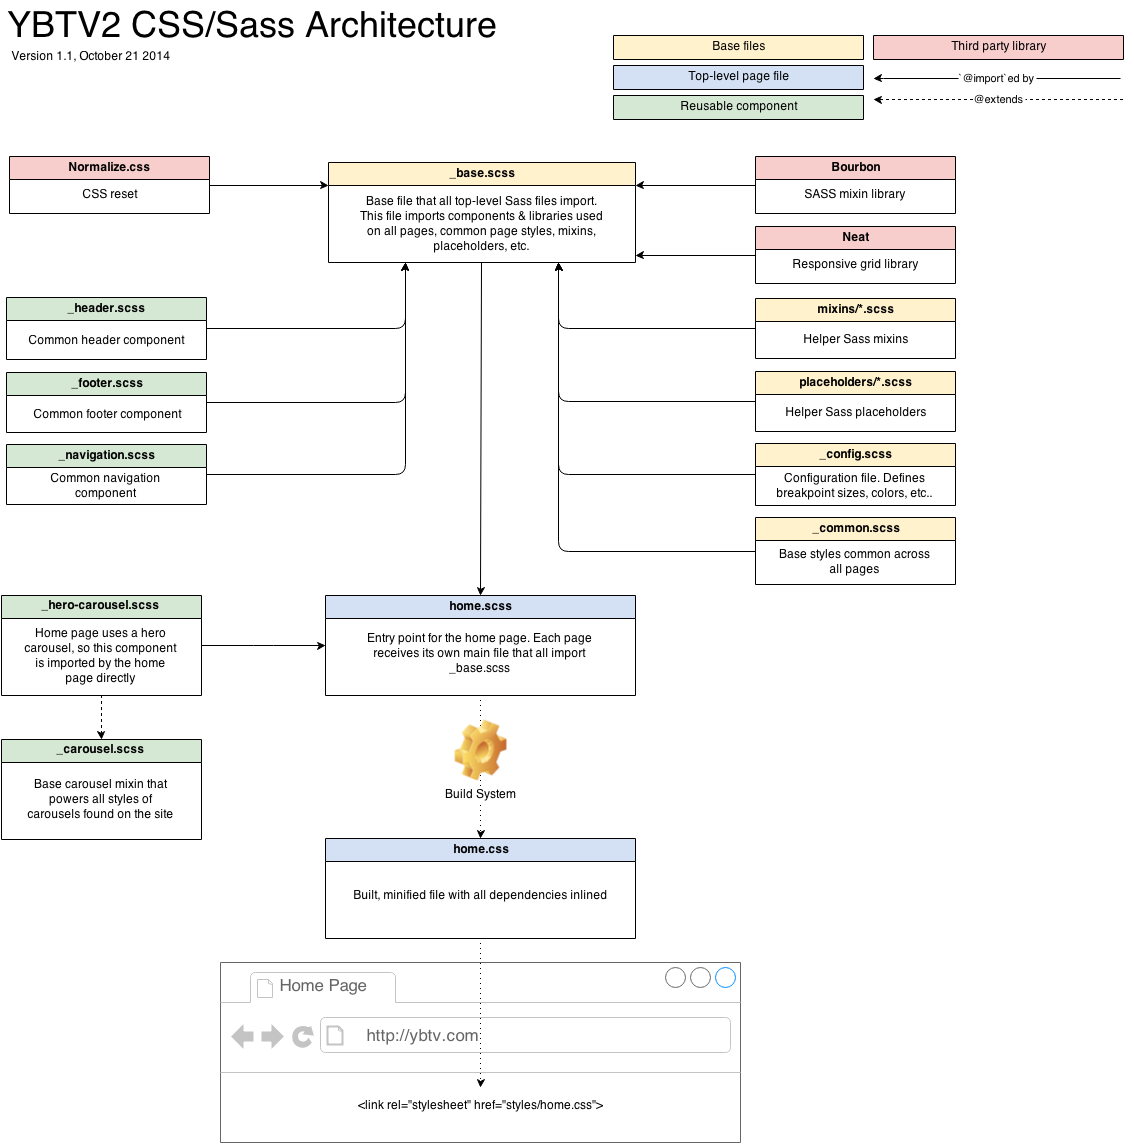 YBTV2 CSS/Sass Architecture
Version 1.1, October 21 2014
Base files
Third party library
Top-level page file
`@import`ed by
Reusable component
@extends
Normalize.css
CSS reset
_base.scss
Base file that all top-level Sass files import.
This file imports components & libraries used
on all pages, common page styles, mixins,
placeholders, etc.
Bourbon
SASS mixin library
Neat
Responsive grid library
_header.scss
Common header component
mixins/*.scss
Helper Sass mixins
_footer.scss
Common footer component
placeholders/*.scss
Helper Sass placeholders
_navigation.scss
Common navigation
component
_config.scss
Configuration file. Defines
breakpoint sizes, colors, etc..
_common.scss
Base styles common across
all pages
_hero-carousel.scss
Home page uses a hero
carousel, so this component
is imported by the home
page directly
home.scss
Entry point for the home page. Each page
receives its own main file that all import
_base.scss
_carousel.scss
Base carousel mixin that
powers all styles of
carousels found on the site
Build System
home.css
Built, minified file with all dependencies inlined
Home Page
http://ybtv.com
<link rel="stylesheet" href="styles/home.css">